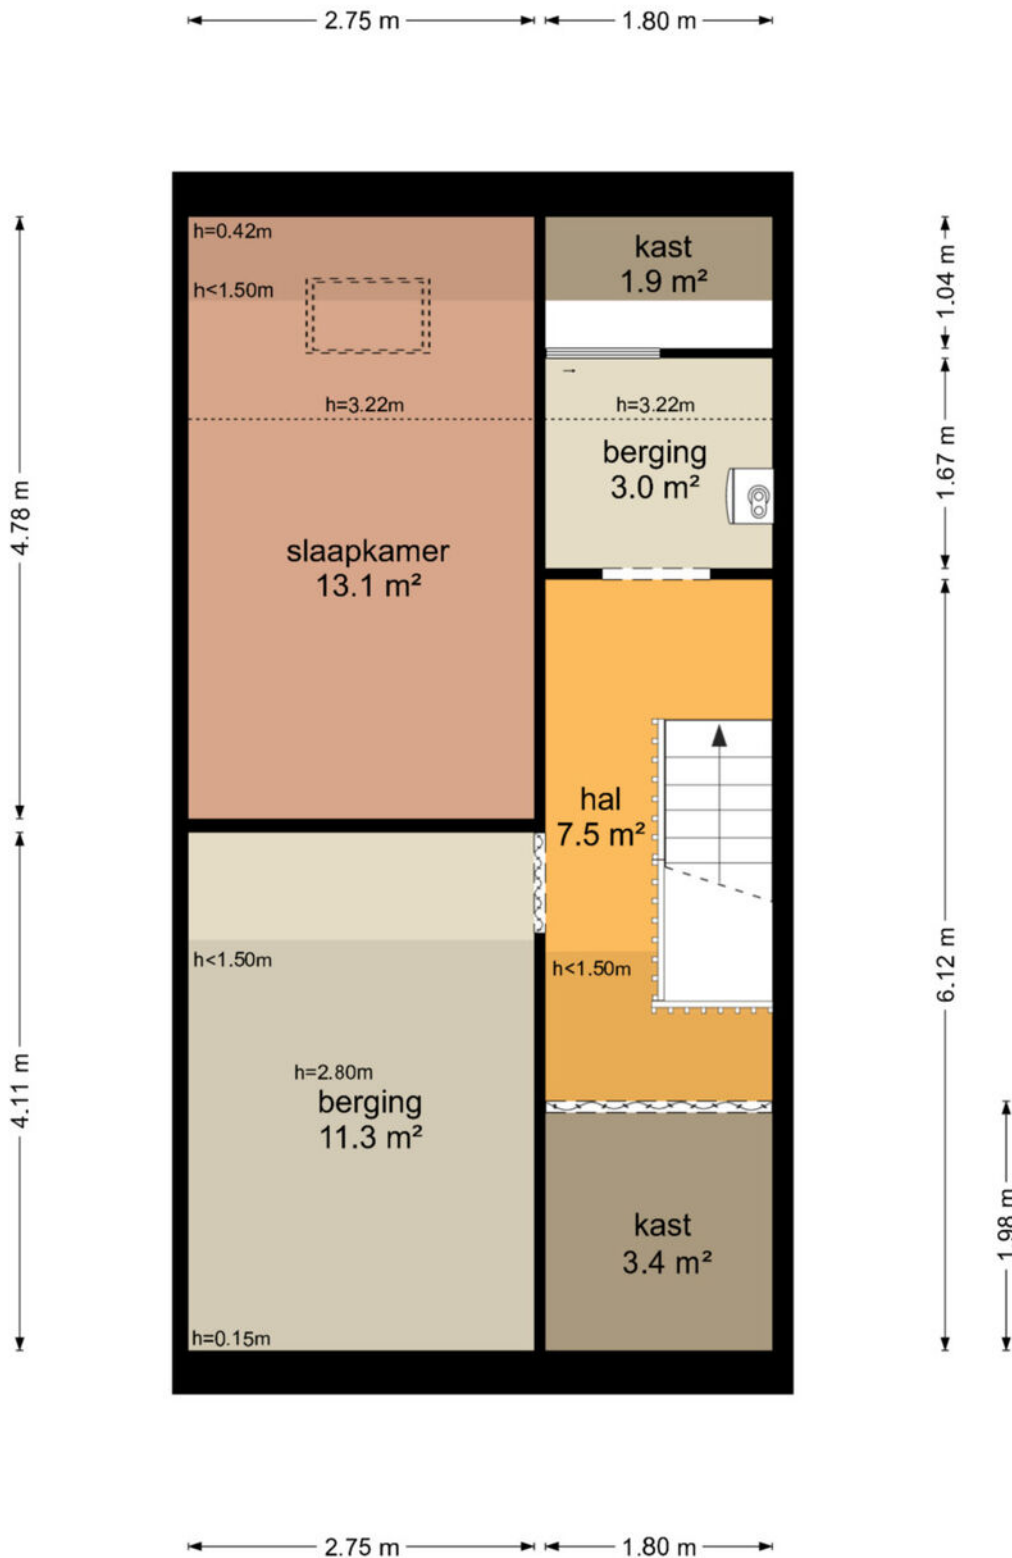 2.75 m
1.80 m
h=0.42m
h<1.50m
kast
1.9 m²
1.04 m
h=3.22m
h=3.22m
berging
3.0 m²
1.67 m
4.78 m
slaapkamer
13.1 m²
hal
7.5 m²
h<1.50m
h<1.50m
6.12 m
4.11 m
h=2.80m
berging
11.3 m²
kast
3.4 m²
1.98 m
h=0.15m
2.75 m
1.80 m